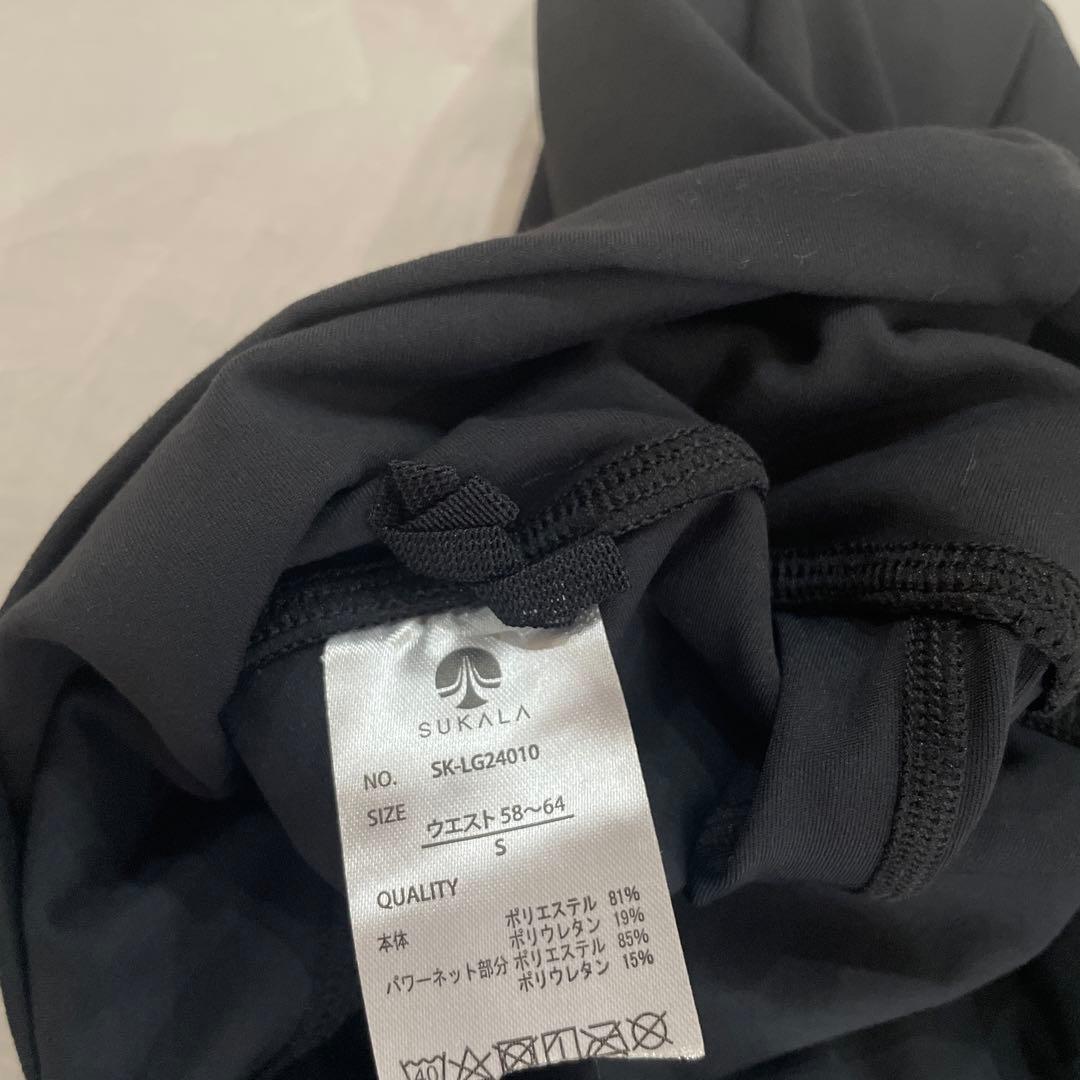 SUKALA
NO. SK-LG24010
SIZE ウエスト 58〜64
S
QUALITY
本体 ポリエステル 81%
ポリウレタン 19%
パワーネット部分 ポリエステル 85%
ポリウレタン 15%
40